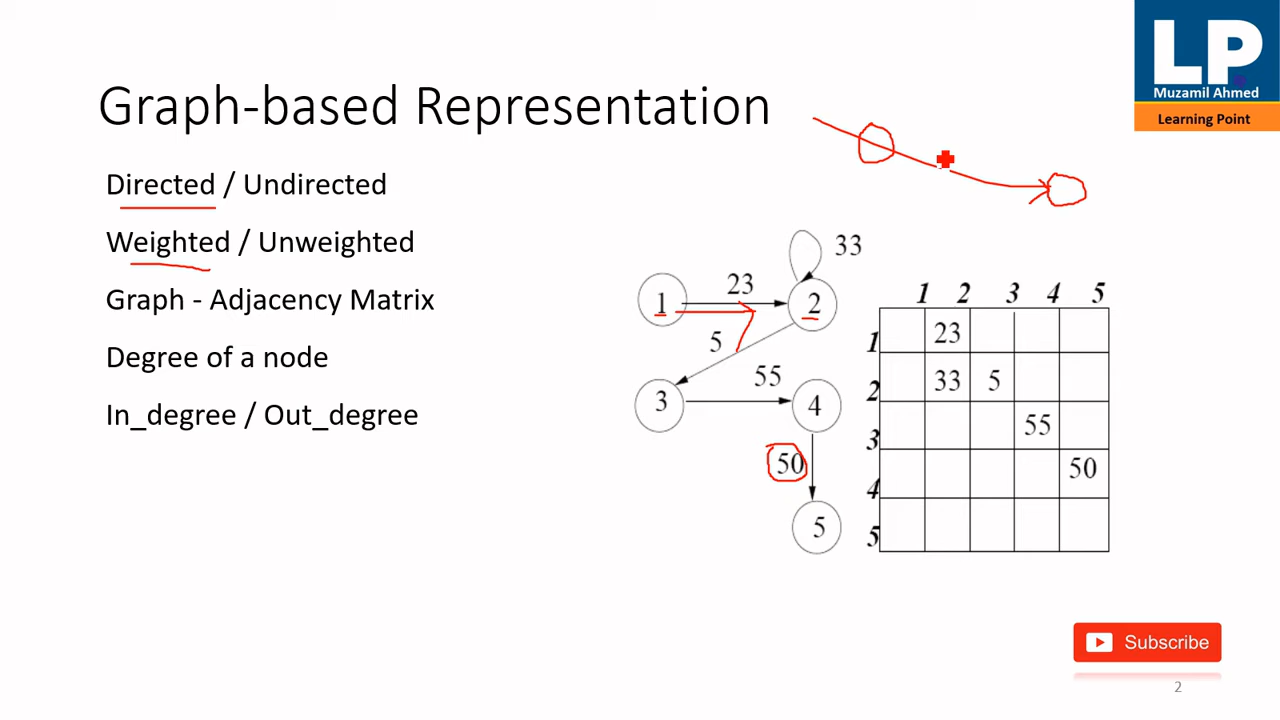 LP
Muzamil Ahmed
Learning Point
Graph-based Representation
Directed / Undirected
Weighted / Unweighted
Graph - Adjacency Matrix
Degree of a node
In_degree / Out_degree
33
1 23 2
5
55
3 4
50
5
1 2 3 4 5
1 23
2 33 5
3 55
4 50
5
Subscribe
2